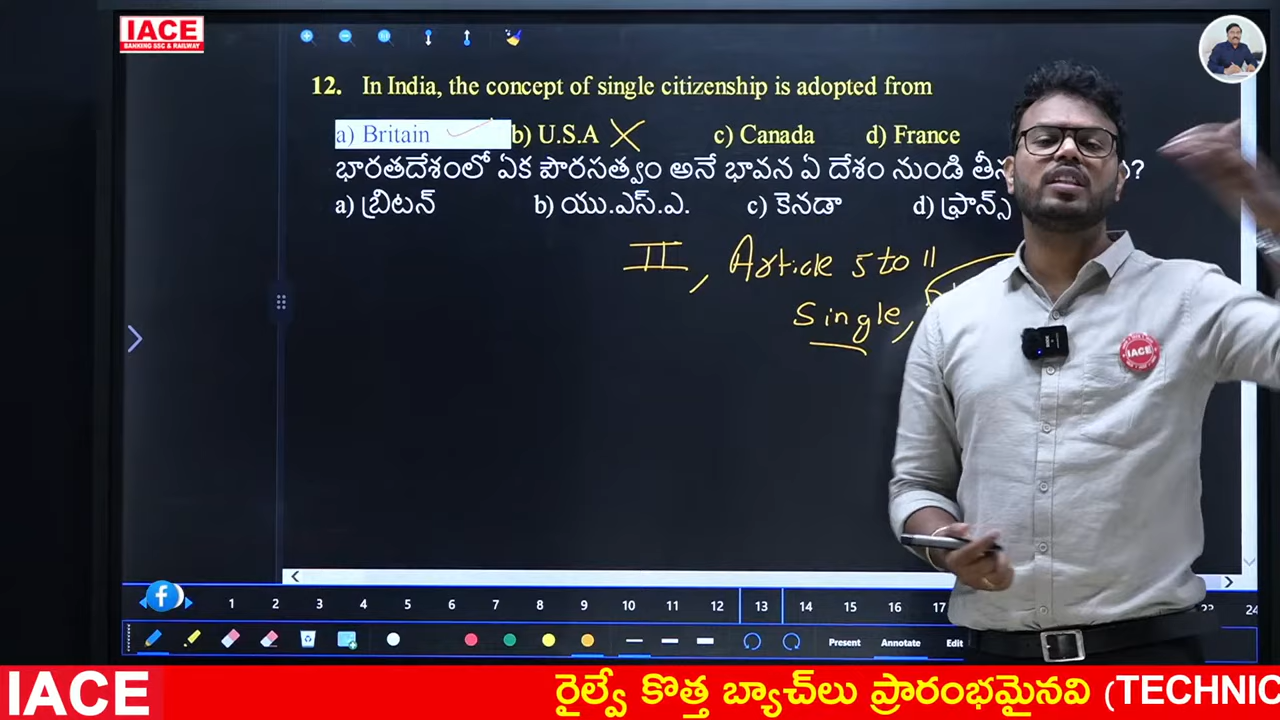 IACE
BANKING SSC & RAILWAY
12. In India, the concept of single citizenship is adopted from
a) Britain b) U.S.A c) Canada d) France
భారతదేశంలో ఏక పౌరసత్వం అనే భావన ఏ దేశం నుండి ?
a) బ్రిటన్ b) యు.ఎస్.ఎ. c) కెనడా d) ఫ్రాన్స్
II, Article 5 to 11
Single,
IACE
1 2 3 4 5 6 7 8 9 10 11 12 13 14 15 16 17 24
Present Annotate Edit
IACE రైల్వే కొత్త బ్యాచ్‌లు ప్రారంభమైనవి (TECHNIC